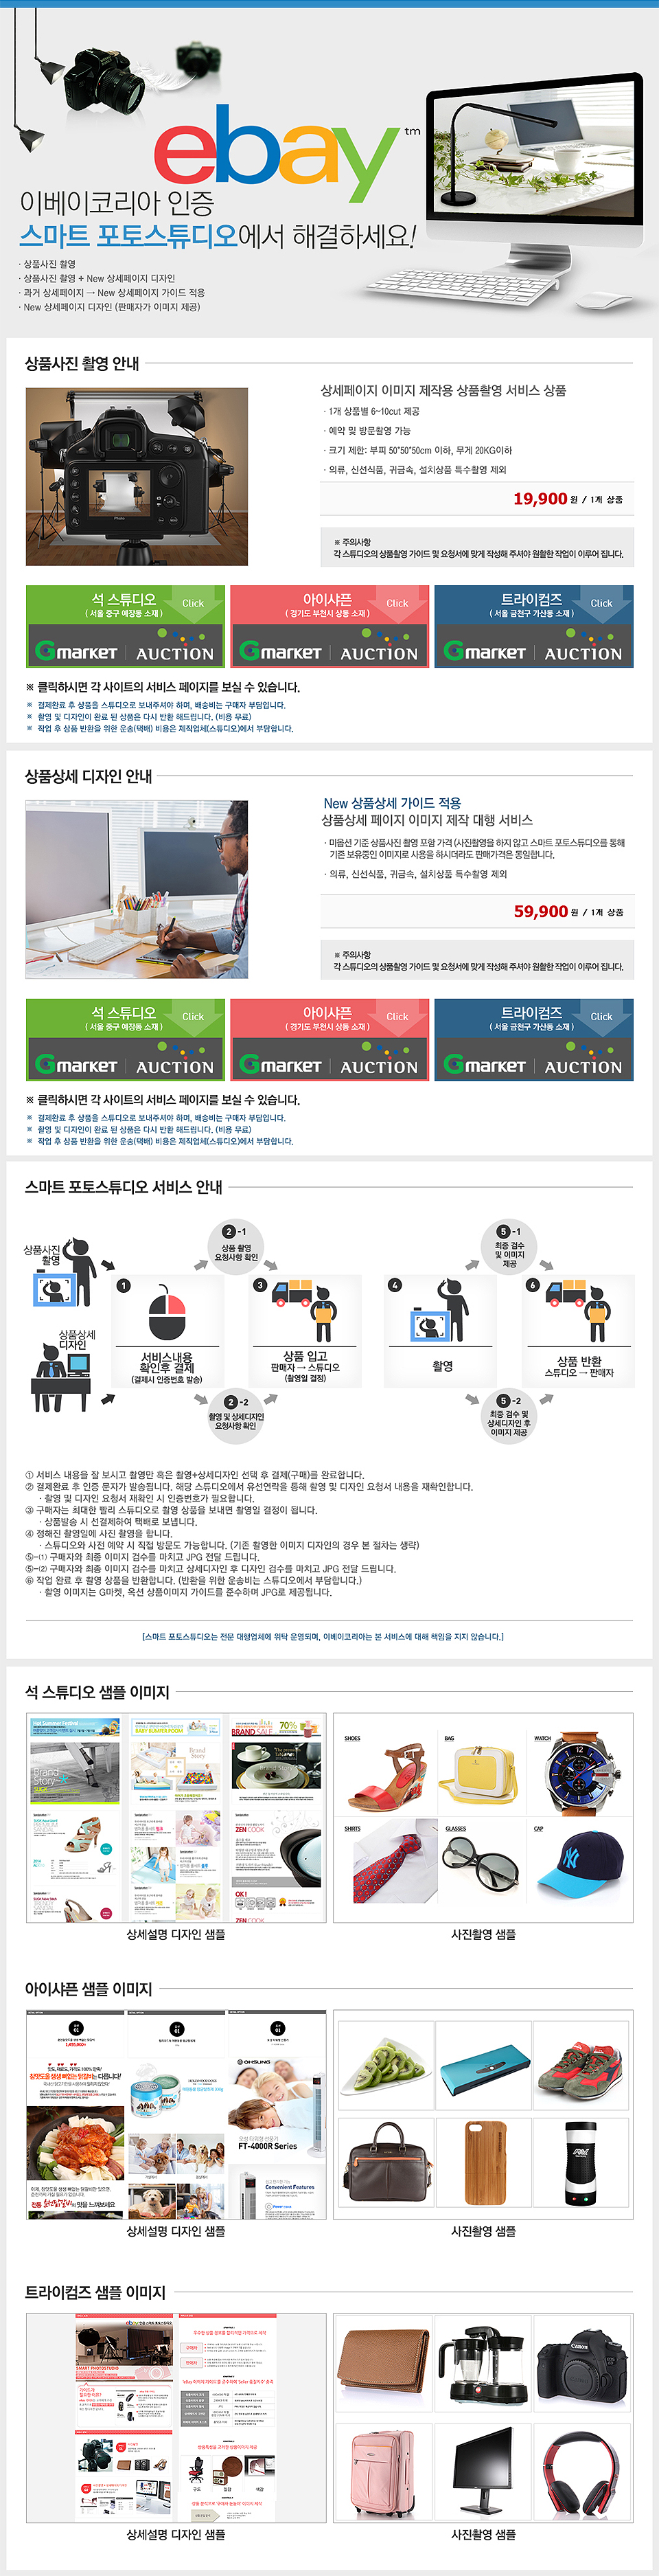 ebay™
이베이코리아 인증
스마트 포토스튜디오에서 해결하세요!
· 상품사진 촬영
· 상품사진 촬영 + New 상세페이지 디자인
· 과거 상세페이지 → New 상세페이지 가이드 적용
· New 상세페이지 디자인 (판매자가 이미지 제공)
상품사진 촬영 안내
상세페이지 이미지 제작용 상품촬영 서비스 상품
· 1개 상품별 6~10cut 제공
· 예약 및 방문촬영 가능
· 크기 제한: 부피 50*50*50cm 이하, 무게 20KG이하
· 의류, 신선식품, 귀금속, 설치상품 특수촬영 제외
19,900 원 / 1개 상품
※ 주의사항
각 스튜디오의 상품촬영 가이드 및 요청서에 맞게 작성해 주셔야 원활한 작업이 이루어 집니다.
석 스튜디오
( 서울 중구 예장동 소재 )
Click
Gmarket | AUCTION
아이샤픈
( 경기도 부천시 상동 소재 )
Click
Gmarket | AUCTION
트라이컴즈
( 서울 금천구 가산동 소재 )
Click
Gmarket | AUCTION
※ 클릭하시면 각 사이트의 서비스 페이지를 보실 수 있습니다.
※ 결제완료 후 상품을 스튜디오로 보내주셔야 하며, 배송비는 구매자 부담입니다.
※ 촬영 및 디자인이 완료 된 상품은 다시 반환 해드립니다. (비용 무료)
※ 작업 후 상품 반환을 위한 운송(택배) 비용은 제작업체(스튜디오)에서 부담합니다.
상품상세 디자인 안내
New 상품상세 가이드 적용
상품상세 페이지 이미지 제작 대행 서비스
· 미옵션 기준 상품사진 촬영 포함 가격 (사진촬영을 하지 않고 스마트 포토스튜디오를 통해
기존 보유중인 이미지로 사용을 하시더라도 판매가격은 동일합니다.
· 의류, 신선식품, 귀금속, 설치상품 특수촬영 제외
59,900 원 / 1개 상품
※ 주의사항
각 스튜디오의 상품촬영 가이드 및 요청서에 맞게 작성해 주셔야 원활한 작업이 이루어 집니다.
석 스튜디오
( 서울 중구 예장동 소재 )
Click
Gmarket | AUCTION
아이샤픈
( 경기도 부천시 상동 소재 )
Click
Gmarket | AUCTION
트라이컴즈
( 서울 금천구 가산동 소재 )
Click
Gmarket | AUCTION
※ 클릭하시면 각 사이트의 서비스 페이지를 보실 수 있습니다.
※ 결제완료 후 상품을 스튜디오로 보내주셔야 하며, 배송비는 구매자 부담입니다.
※ 촬영 및 디자인이 완료 된 상품은 다시 반환 해드립니다. (비용 무료)
※ 작업 후 상품 반환을 위한 운송(택배) 비용은 제작업체(스튜디오)에서 부담합니다.
스마트 포토스튜디오 서비스 안내
상품사진
촬영
상품상세
디자인
1
서비스내용
확인후 결제
(결제시 인증번호 발송)
2-1
상품 촬영
요청사항 확인
2-2
촬영 및 상세디자인
요청사항 확인
3
상품 입고
판매자 → 스튜디오
(촬영일 결정)
4
촬영
5-1
최종 검수
및 이미지
제공
5-2
최종 검수 및
상세디자인 후
이미지 제공
6
상품 반환
스튜디오 → 판매자
① 서비스 내용을 잘 보시고 촬영만 혹은 촬영+상세디자인 선택 후 결제(구매)를 완료합니다.
② 결제완료 후 인증 문자가 발송됩니다. 해당 스튜디오에서 유선연락을 통해 촬영 및 디자인 요청서 내용을 재확인합니다.
· 촬영 및 디자인 요청서 재확인 시 인증번호가 필요합니다.
③ 구매자는 최대한 빨리 스튜디오로 촬영 상품을 보내면 촬영일 결정이 됩니다.
· 상품발송 시 선결제하여 택배로 보냅니다.
④ 정해진 촬영일에 사진 촬영을 합니다.
· 스튜디오와 사전 예약 시 직접 방문도 가능합니다. (기존 촬영한 이미지 디자인의 경우 본 절차는 생략)
⑤-⑴ 구매자와 최종 이미지 검수를 마치고 JPG 전달 드립니다.
⑤-⑵ 구매자와 최종 이미지 검수를 마치고 상세디자인 후 디자인 검수를 마치고 JPG 전달 드립니다.
⑥ 작업 완료 후 촬영 상품을 반환합니다. (반환을 위한 운송비는 스튜디오에서 부담합니다.)
· 촬영 이미지는 G마켓, 옥션 상품이미지 가이드를 준수하며 JPG로 제공됩니다.
[스마트 포토스튜디오는 전문 대행업체에 위탁 운영되며, 이베이코리아는 본 서비스에 대해 책임을 지지 않습니다.]
석 스튜디오 샘플 이미지
Brand
Story
Brand
Story
70%
BRAND SALE
ZEN COOK
OK!
ZEN COOK
SHOES
BAG
WATCH
SHIRTS
GLASSES
CAP
상세설명 디자인 샘플
사진촬영 샘플
아이샤픈 샘플 이미지
OHSUNG
FT-4000R Series
Convenient Features
상세설명 디자인 샘플
사진촬영 샘플
트라이컴즈 샘플 이미지
SMART PHOTOSTUDIO
Canon
상세설명 디자인 샘플
사진촬영 샘플